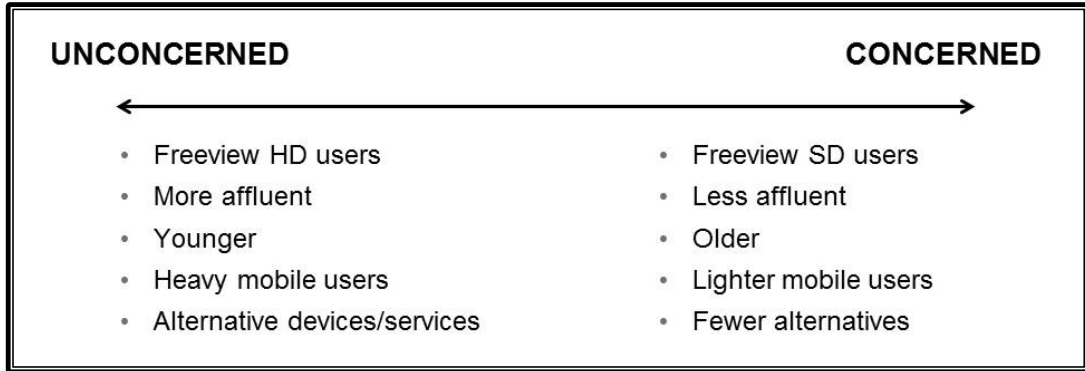 UNCONCERNED
CONCERNED
• Freeview HD users
• More affluent
• Younger
• Heavy mobile users
• Alternative devices/services
• Freeview SD users
• Less affluent
• Older
• Lighter mobile users
• Fewer alternatives